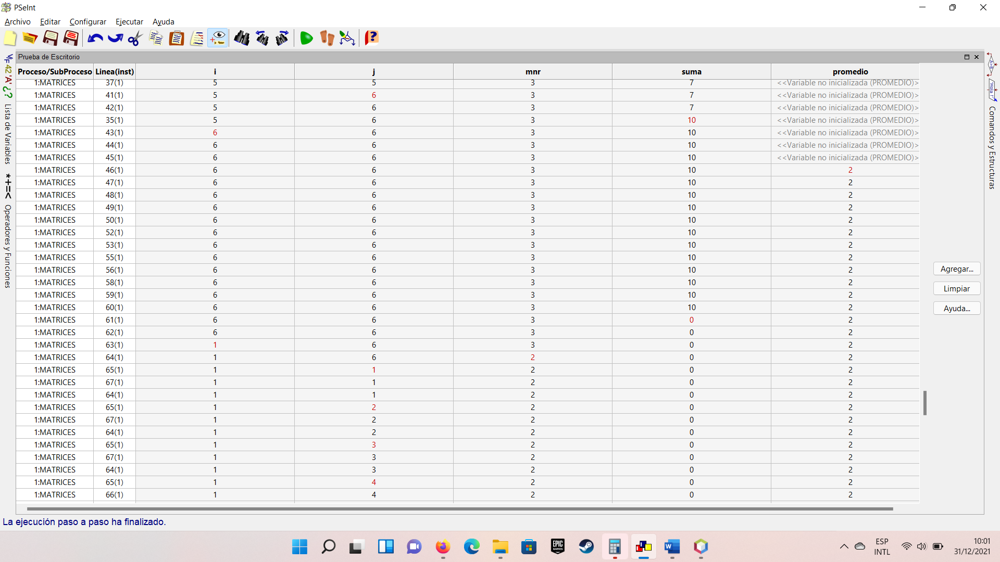 PSeInt
Archivo Editar Configurar Ejecutar Ayuda
Prueba de Escritorio
Proceso/SubProceso Linea(inst) i j mnr suma promedio
1:MATRICES 37(1) 5 5 3 7 <<Variable no inicializada (PROMEDIO)>
1:MATRICES 41(1) 5 6 3 7 <<Variable no inicializada (PROMEDIO)>
1:MATRICES 42(1) 5 6 3 7 <<Variable no inicializada (PROMEDIO)>
1:MATRICES 35(1) 5 6 3 10 <<Variable no inicializada (PROMEDIO)>
1:MATRICES 43(1) 6 6 3 10 <<Variable no inicializada (PROMEDIO)>
1:MATRICES 44(1) 6 6 3 10 <<Variable no inicializada (PROMEDIO)>
1:MATRICES 45(1) 6 6 3 10 <<Variable no inicializada (PROMEDIO)>
1:MATRICES 46(1) 6 6 3 10 2
1:MATRICES 47(1) 6 6 3 10 2
1:MATRICES 48(1) 6 6 3 10 2
1:MATRICES 49(1) 6 6 3 10 2
1:MATRICES 50(1) 6 6 3 10 2
1:MATRICES 52(1) 6 6 3 10 2
1:MATRICES 53(1) 6 6 3 10 2
1:MATRICES 55(1) 6 6 3 10 2
1:MATRICES 56(1) 6 6 3 10 2
1:MATRICES 58(1) 6 6 3 10 2
1:MATRICES 59(1) 6 6 3 10 2
1:MATRICES 60(1) 6 6 3 10 2
1:MATRICES 61(1) 6 6 3 0 2
1:MATRICES 62(1) 6 6 3 0 2
1:MATRICES 63(1) 1 6 3 0 2
1:MATRICES 64(1) 1 6 2 0 2
1:MATRICES 65(1) 1 1 2 0 2
1:MATRICES 67(1) 1 1 2 0 2
1:MATRICES 64(1) 1 1 2 0 2
1:MATRICES 65(1) 1 2 2 0 2
1:MATRICES 67(1) 1 2 2 0 2
1:MATRICES 64(1) 1 2 2 0 2
1:MATRICES 65(1) 1 3 2 0 2
1:MATRICES 67(1) 1 3 2 0 2
1:MATRICES 64(1) 1 3 2 0 2
1:MATRICES 65(1) 1 4 2 0 2
1:MATRICES 66(1) 1 4 2 0 2
Agregar...
Limpiar
Ayuda...
42 'A' ¿? Lista de Variables
*+=< Operadores y Funciones
A>B
'Hola !'
Comandos y Estructuras
La ejecución paso a paso ha finalizado.
EPIC GAMES
W
ESP
INTL
10:01
31/12/2021